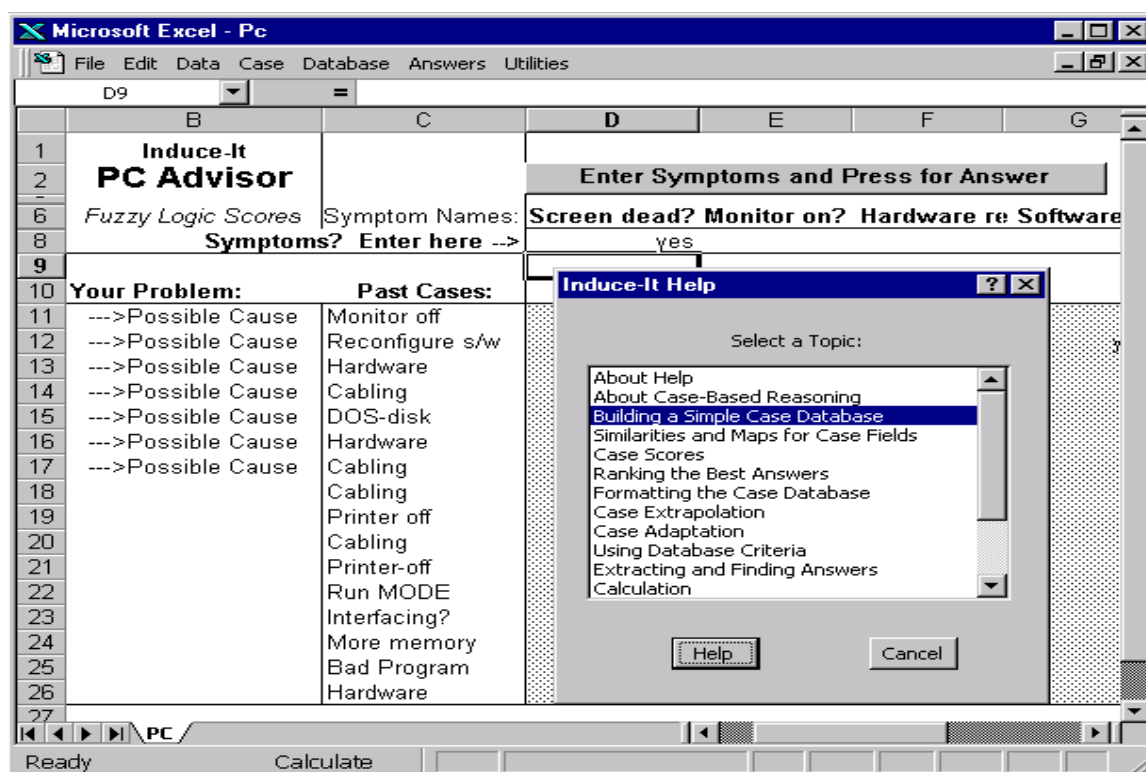 Microsoft Excel - Pc
File Edit Data Case Database Answers Utilities
D9 =
B C D E F G
1 Induce-It
2 PC Advisor Enter Symptoms and Press for Answer
6 Fuzzy Logic Scores Symptom Names: Screen dead? Monitor on? Hardware re Software
8 Symptoms? Enter here --> yes
9
10 Your Problem: Past Cases:
11 --->Possible Cause Monitor off
12 --->Possible Cause Reconfigure s/w
13 --->Possible Cause Hardware
14 --->Possible Cause Cabling
15 --->Possible Cause DOS-disk
16 --->Possible Cause Hardware
17 --->Possible Cause Cabling
18 Cabling
19 Printer off
20 Cabling
21 Printer-off
22 Run MODE
23 Interfacing?
24 More memory
25 Bad Program
26 Hardware
27
Induce-It Help ?
Select a Topic:
About Help
About Case-Based Reasoning
Building a Simple Case Database
Similarities and Maps for Case Fields
Case Scores
Ranking the Best Answers
Formatting the Case Database
Case Extrapolation
Case Adaptation
Using Database Criteria
Extracting and Finding Answers
Calculation
Help Cancel
PC
Ready Calculate